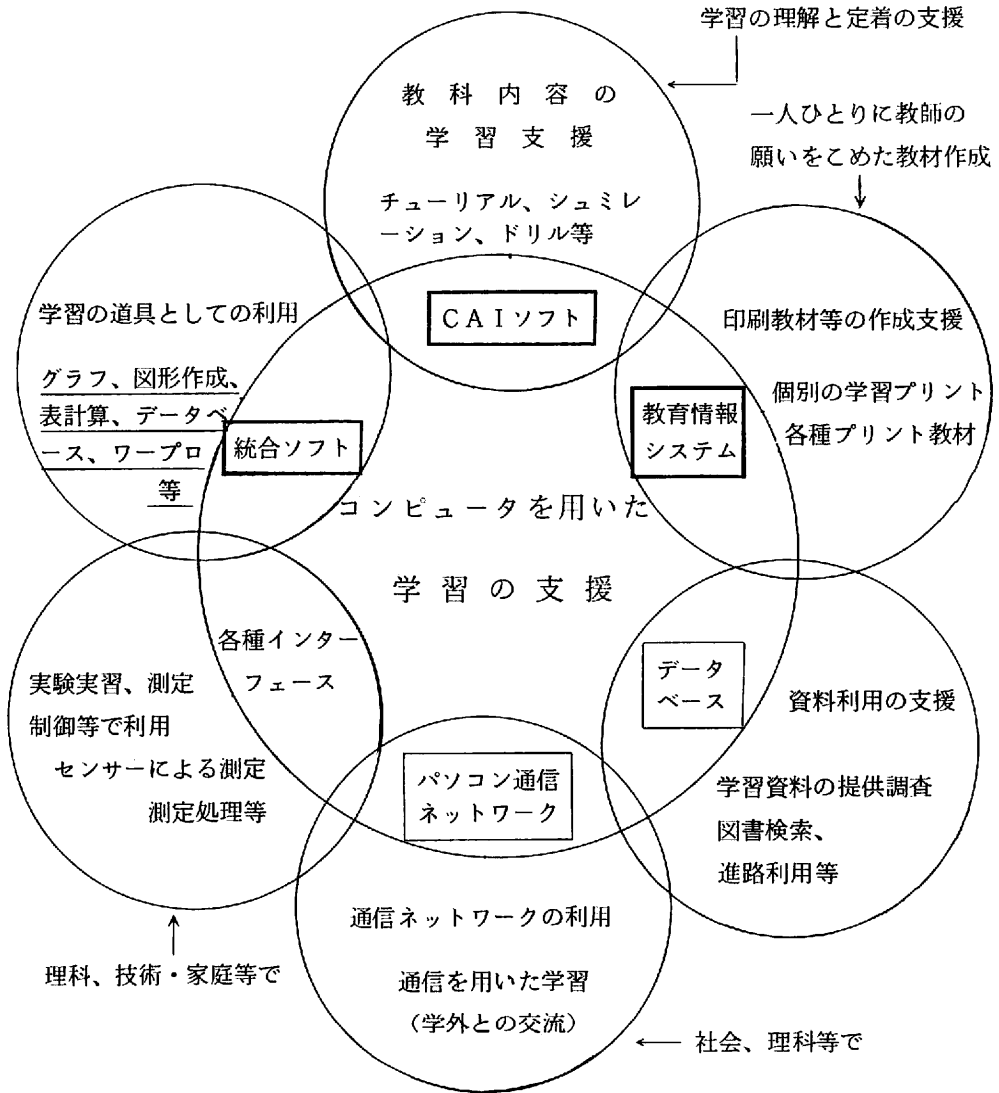 学習の理解と定着の支援
教科内容の
学習支援
チューリアル、シュミレ
ーション、ドリル等
CAIソフト
一人ひとりに教師の
願いをこめた教材作成
印刷教材等の作成支援
個別の学習プリント
各種プリント教材
教育情報
システム
学習の道具としての利用
グラフ、図形作成、
表計算、データベ
ース、ワープロ
等
統合ソフト
コンピュータを用いた
学習の支援
各種インター
フェース
実験実習、測定
制御等で利用
センサーによる測定
測定処理等
理科、技術・家庭等で
データ
ベース
資料利用の支援
学習資料の提供調査
図書検索、
進路利用等
パソコン通信
ネットワーク
通信ネットワークの利用
通信を用いた学習
（学外との交流）
社会、理科等で